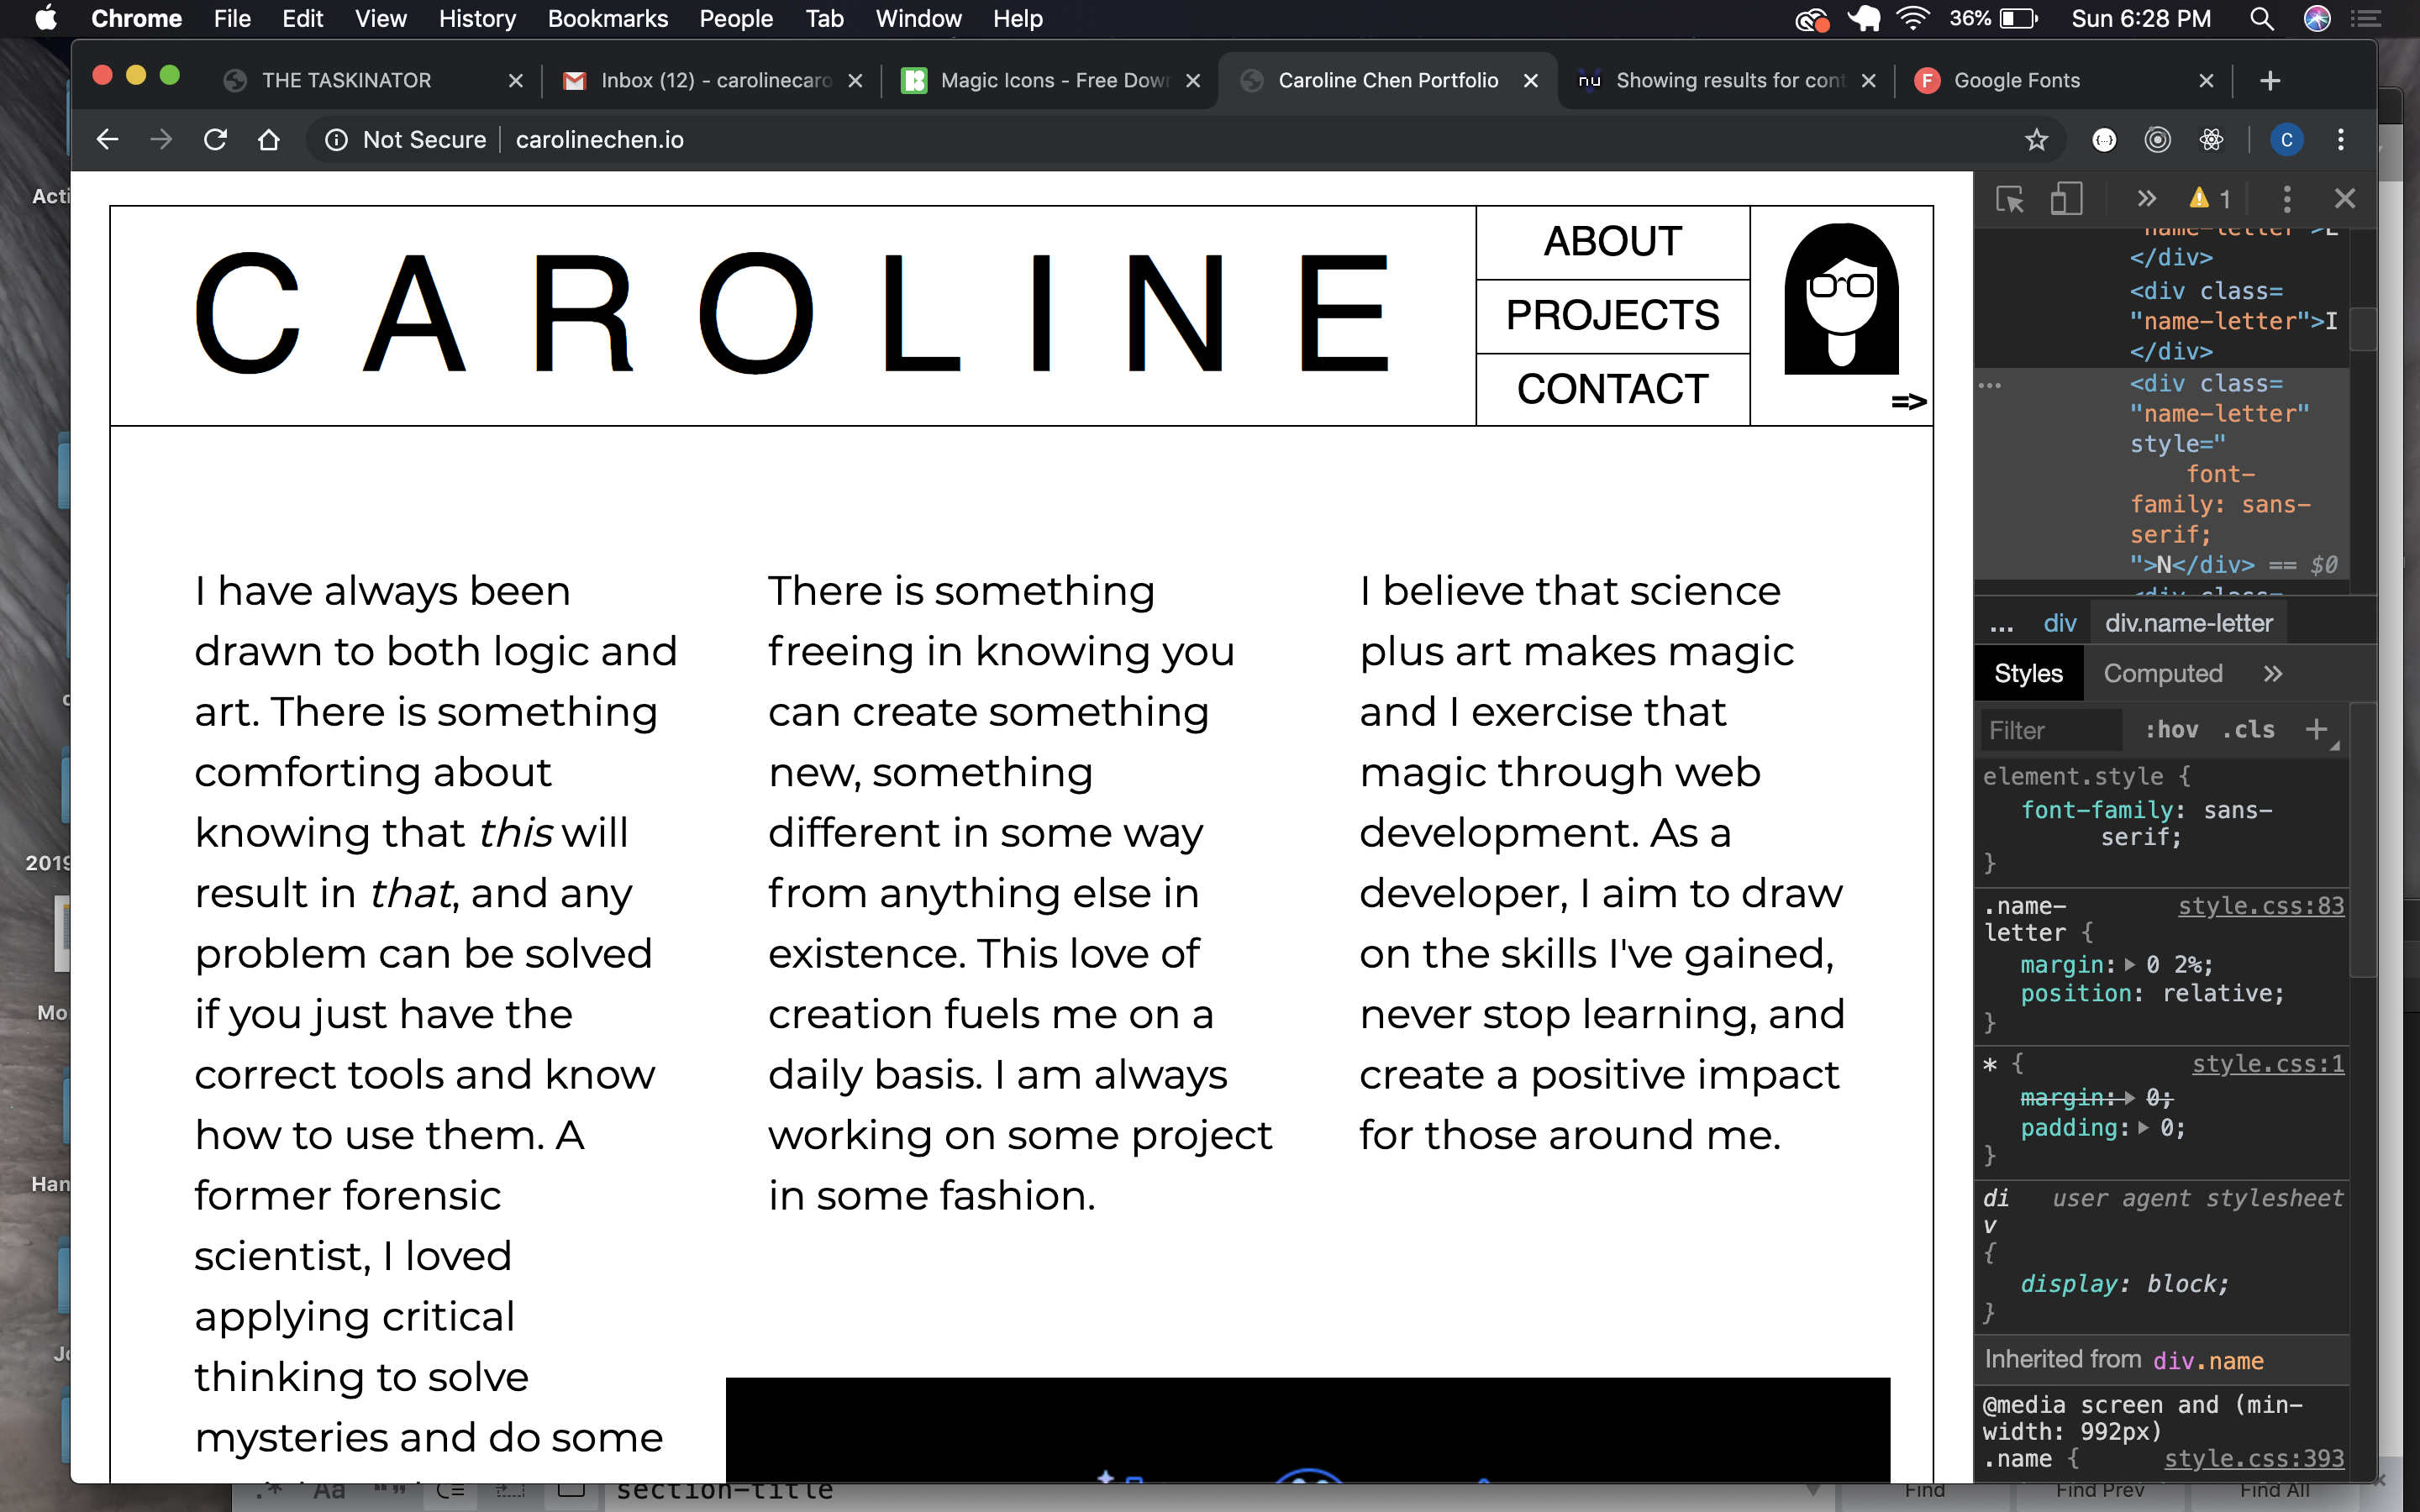 Chrome File Edit View History Bookmarks People Tab Window Help 36% Sun 6:28 PM
THE TASKINATOR Inbox (12) - carolinecaro Magic Icons - Free Dow Caroline Chen Portfolio Showing results for cont Google Fonts
Not Secure carolinechen.io C
CAROLINE
ABOUT
PROJECTS
CONTACT
=>
I have always been
drawn to both logic and
art. There is something
comforting about
knowing that this will
result in that, and any
problem can be solved
if you just have the
correct tools and know
how to use them. A
former forensic
scientist, I loved
applying critical
thinking to solve
mysteries and do some
There is something
freeing in knowing you
can create something
new, something
different in some way
from anything else in
existence. This love of
creation fuels me on a
daily basis. I am always
working on some project
in some fashion.
I believe that science
plus art makes magic
and I exercise that
magic through web
development. As a
developer, I aim to draw
on the skills I've gained,
never stop learning, and
create a positive impact
for those around me.
1
"name-letter">L
</div>
<div class=
"name-letter">I
</div>
<div class=
"name-letter"
style="
font-
family: sans-
serif;
">N</div> == $0
<div class=
... div div.name-letter
Styles Computed
Filter :hov .cls
element.style {
font-family: sans-
serif;
}
.name- style.css:83
letter {
margin: 0 2%;
position: relative;
}
* { style.css:1
margin: 0;
padding: 0;
}
di user agent stylesheet
v
{
display: block;
}
Inherited from div.name
@media screen and (min-
width: 992px)
.name { style.css:393
Acti
2019
Mo
Han
Jo
.* Aa section-title Find Find Prev Find All